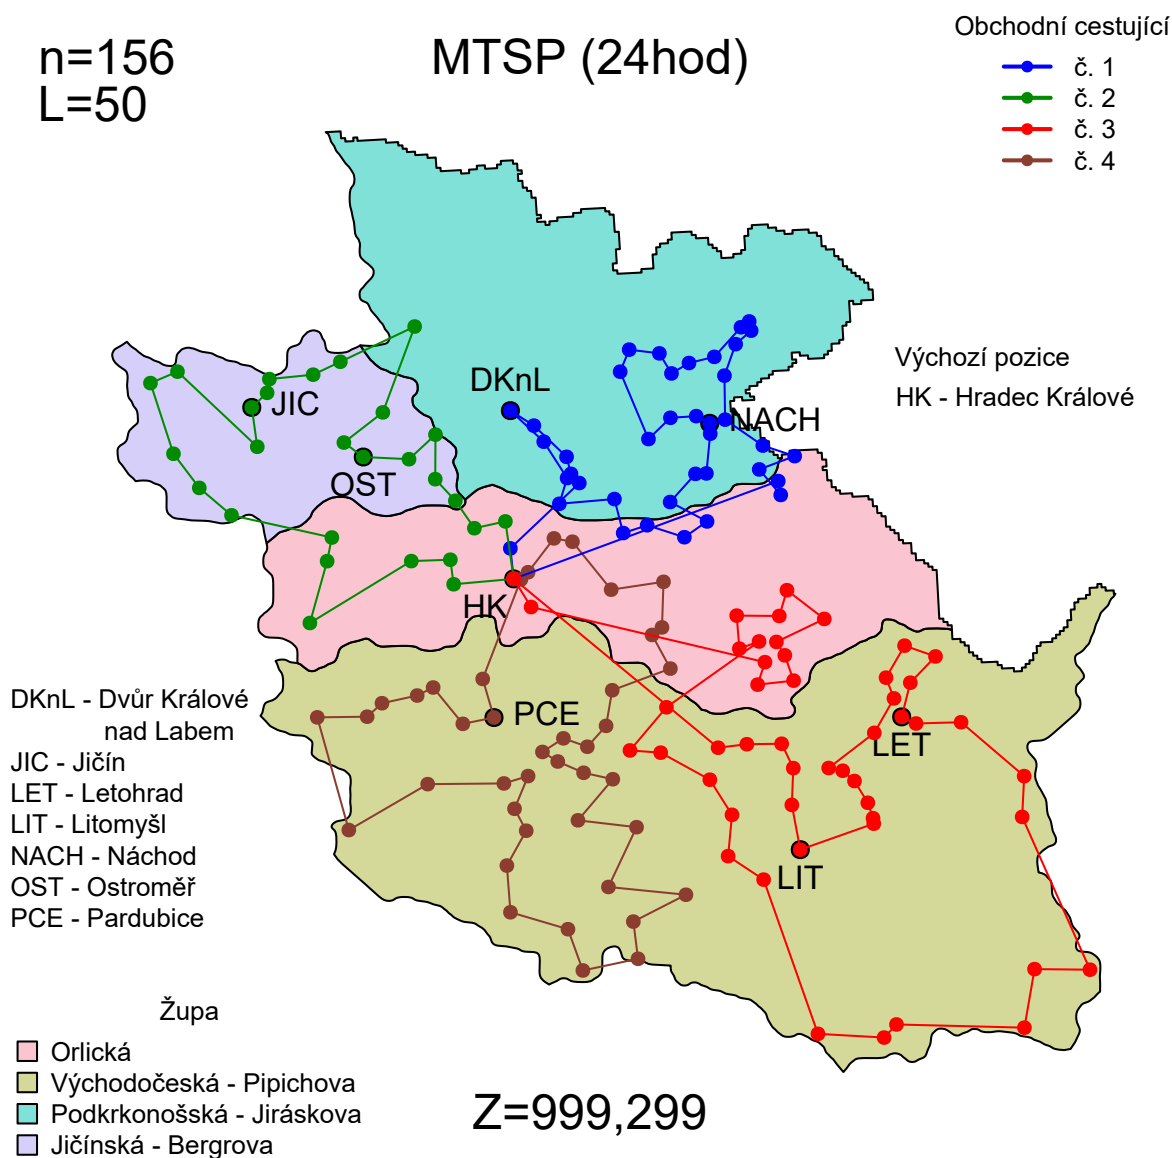 n=156
L=50
MTSP (24hod)
Obchodní cestující
č. 1
č. 2
č. 3
č. 4
Výchozí pozice
HK - Hradec Králové
DKnL
JIC
NACH
OST
HK
PCE
LET
LIT
DKnL - Dvůr Králové
nad Labem
JIC - Jičín
LET - Letohrad
LIT - Litomyšl
NACH - Náchod
OST - Ostroměř
PCE - Pardubice
Župa
Orlická
Východočeská - Pipichova
Podkrkonošská - Jiráskova
Jičínská - Bergrova
Z=999,299